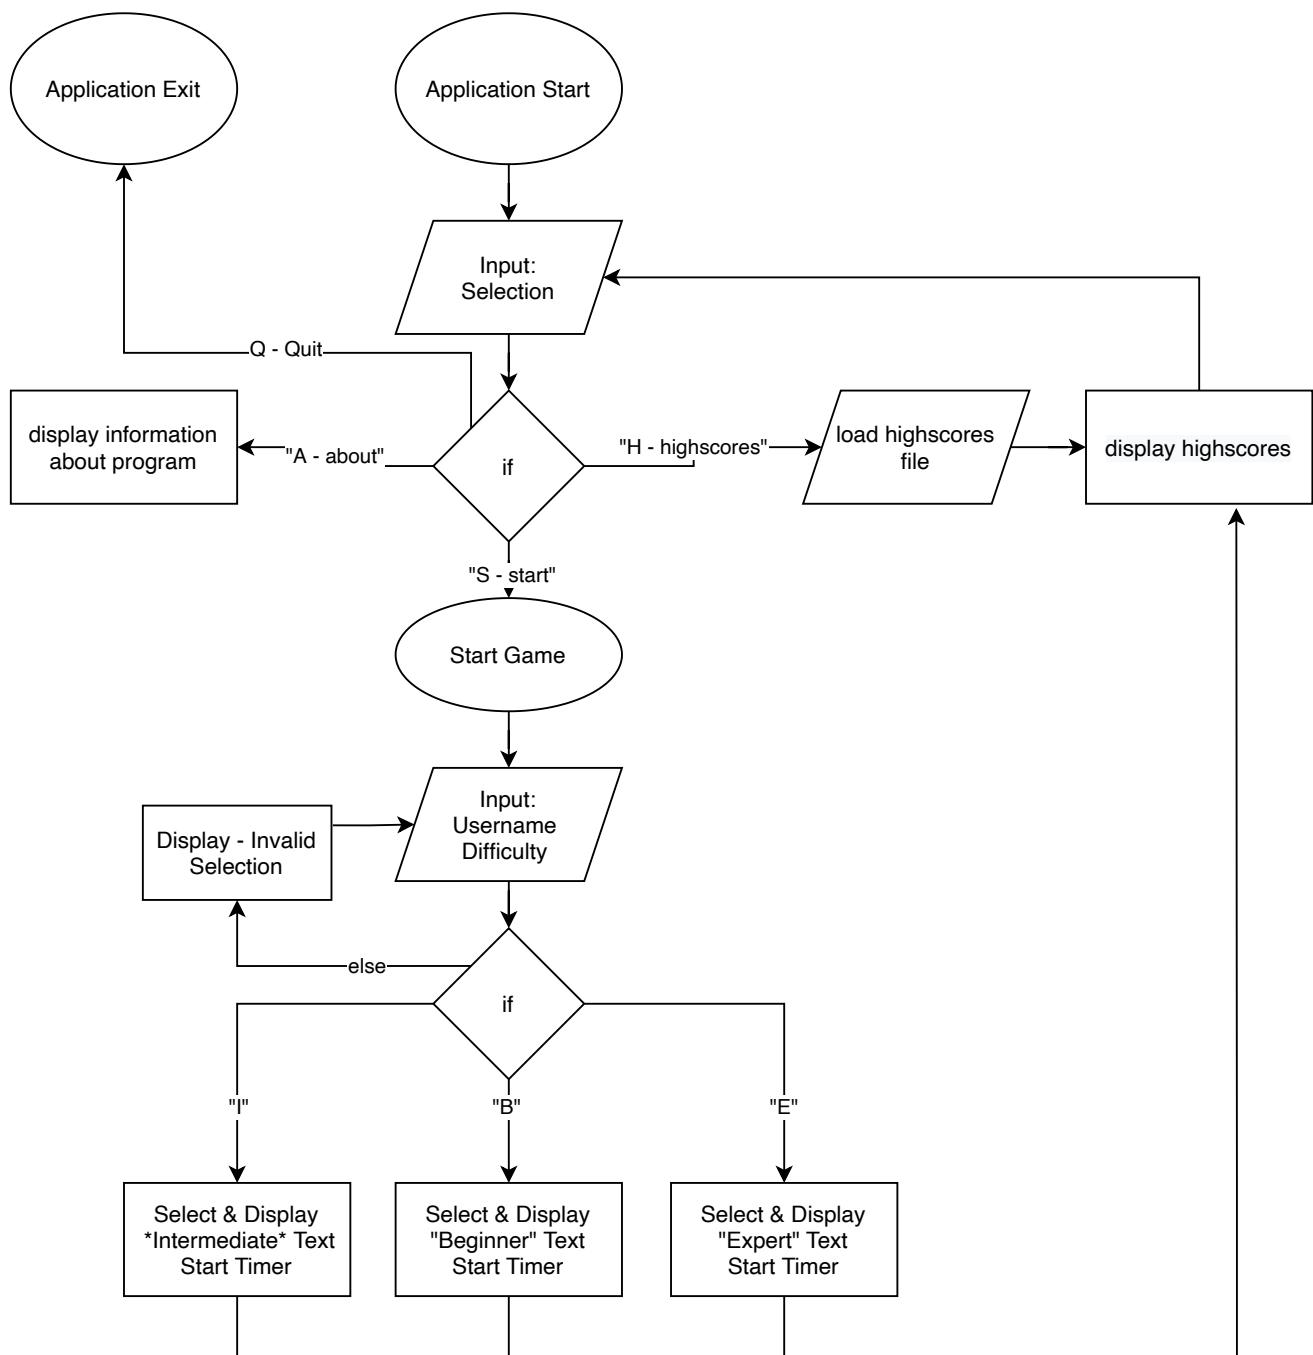 Application Exit
Application Start
Input:
Selection
Q - Quit
display information
about program
"A - about"
if
"H - highscores"
load highscores
file
display highscores
"S - start"
Start Game
Input:
Username
Difficulty
Display - Invalid
Selection
else
if
"I"
"B"
"E"
Select & Display
*Intermediate* Text
Start Timer
Select & Display
"Beginner" Text
Start Timer
Select & Display
"Expert" Text
Start Timer